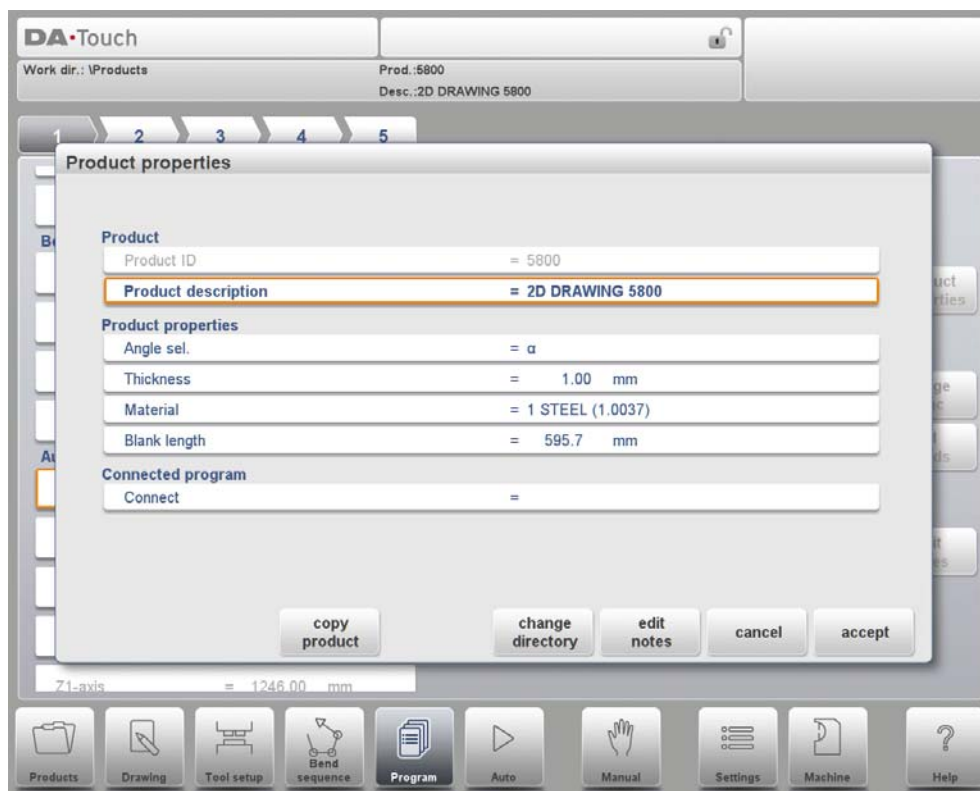 DA·Touch
Work dir.: \Products
Prod.:5800
Desc.:2D DRAWING 5800
1 2 3 4 5
Product properties
Product
Product ID = 5800
Product description = 2D DRAWING 5800
Product properties
Angle sel. = α
Thickness = 1.00 mm
Material = 1 STEEL (1.0037)
Blank length = 595.7 mm
Connected program
Connect =
copy
product
change
directory
edit
notes
cancel
accept
Z1-axis = 1246.00 mm
Products
Drawing
Tool setup
Bend
sequence
Program
Auto
Manual
Settings
Machine
Help